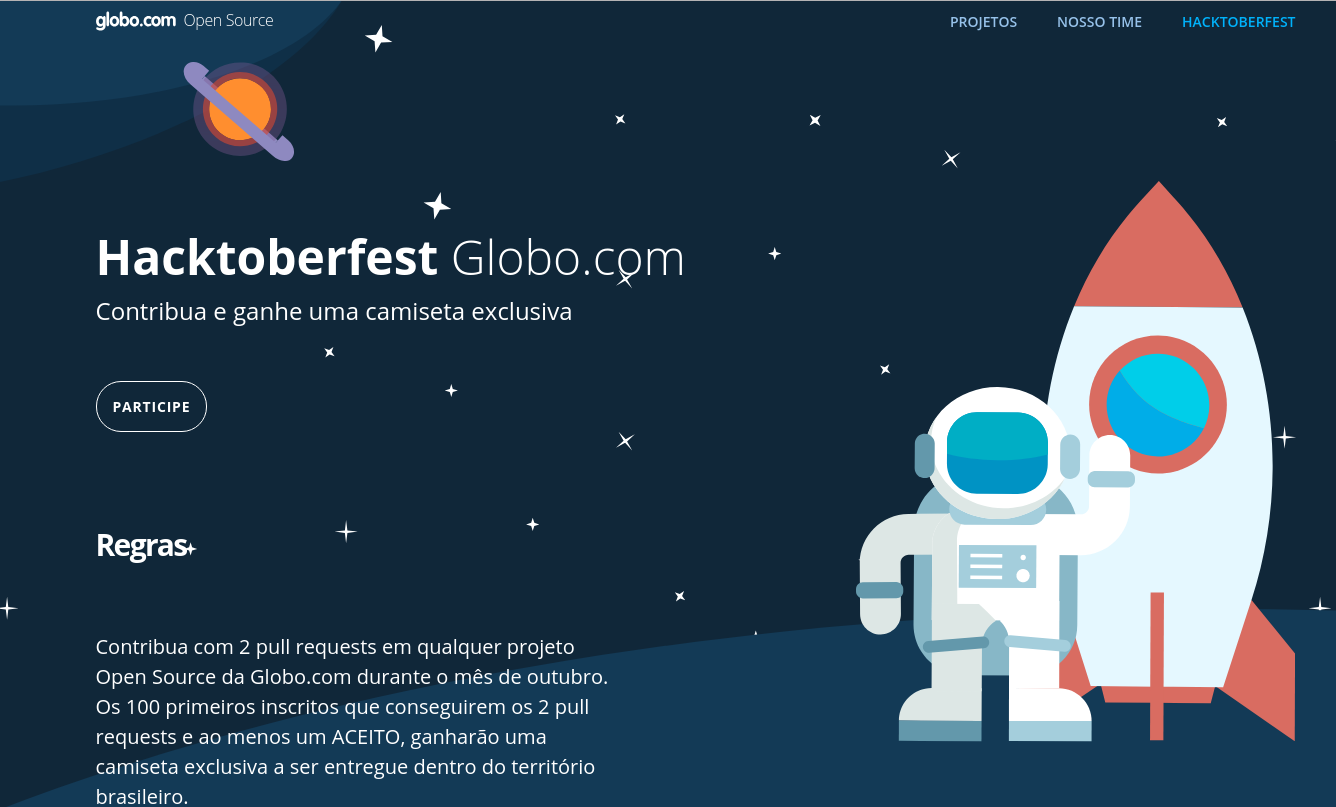 globo.com Open Source
PROJETOS NOSSO TIME HACKTOBERFEST
Hacktoberfest Globo.com
Contribua e ganhe uma camiseta exclusiva
PARTICIPE
Regras
Contribua com 2 pull requests em qualquer projeto
Open Source da Globo.com durante o mês de outubro.
Os 100 primeiros inscritos que conseguirem os 2 pull
requests e ao menos um ACEITO, ganharão uma
camiseta exclusiva a ser entregue dentro do território
brasileiro.